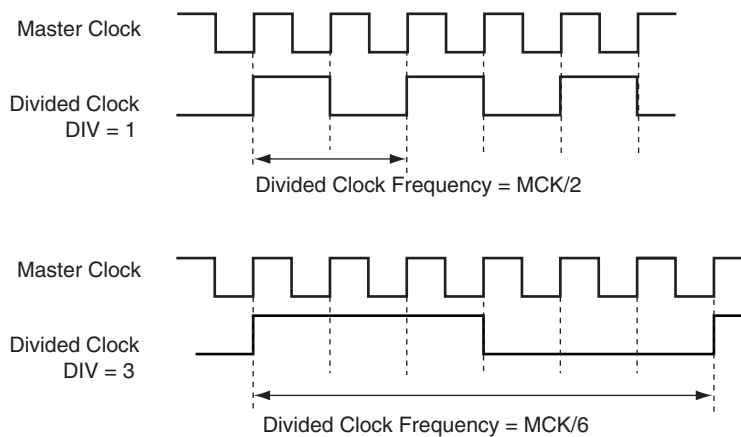 Master Clock
Divided Clock
DIV = 1
Divided Clock Frequency = MCK/2
Master Clock
Divided Clock
DIV = 3
Divided Clock Frequency = MCK/6